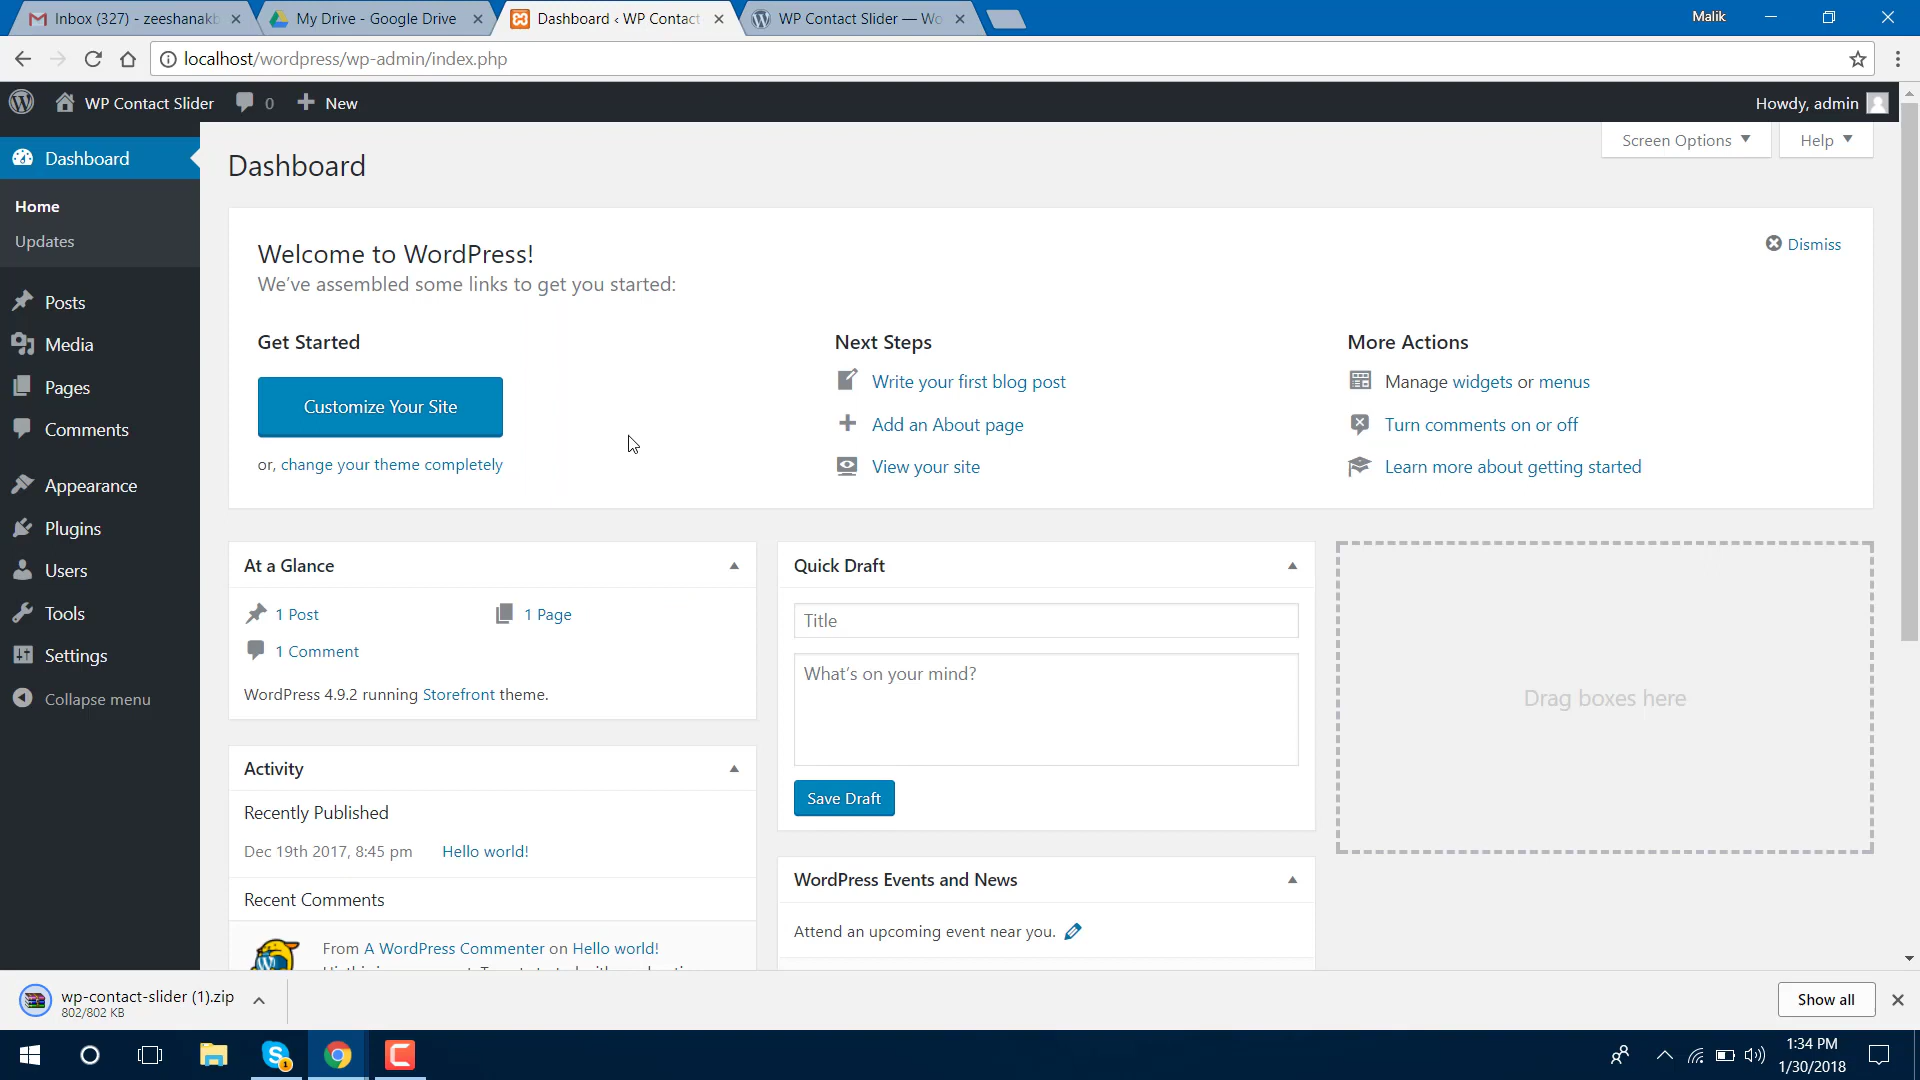 Inbox (327) - zeeshanakb
My Drive - Google Drive
Dashboard ‹ WP Contact
WP Contact Slider — Wo
Malik
localhost/wordpress/wp-admin/index.php
WP Contact Slider
0
New
Howdy, admin
Dashboard
Home
Updates
Posts
Media
Pages
Comments
Appearance
Plugins
Users
Tools
Settings
Collapse menu
Screen Options
Help
Dashboard
Welcome to WordPress!
We've assembled some links to get you started:
Dismiss
Get Started
Customize Your Site
or, change your theme completely
Next Steps
Write your first blog post
Add an About page
View your site
More Actions
Manage widgets or menus
Turn comments on or off
Learn more about getting started
At a Glance
1 Post
1 Page
1 Comment
WordPress 4.9.2 running Storefront theme.
Activity
Recently Published
Dec 19th 2017, 8:45 pm
Hello world!
Recent Comments
From A WordPress Commenter on Hello world!
Quick Draft
Title
What's on your mind?
Save Draft
WordPress Events and News
Attend an upcoming event near you.
Drag boxes here
wp-contact-slider (1).zip
802/802 KB
Show all
1
1:34 PM
1/30/2018